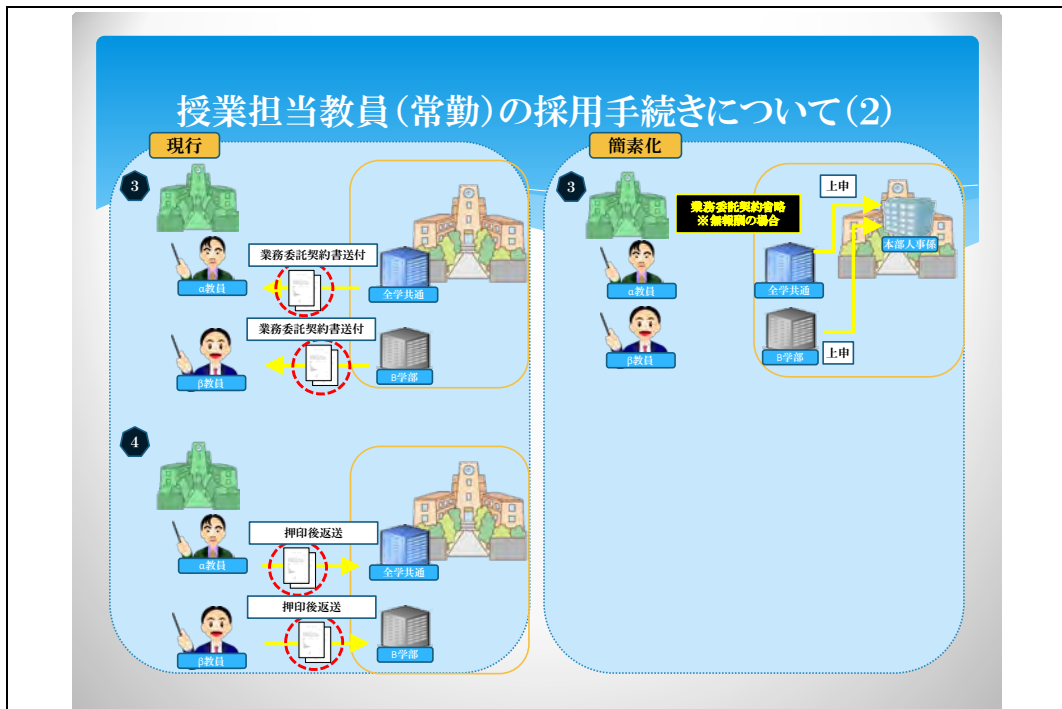 授業担当教員(常勤)の採用手続きについて(2)
現行
3
業務委託契約書送付
α教員
全学共通
業務委託契約書送付
β教員
B学部
4
押印後返送
α教員
全学共通
押印後返送
β教員
B学部
簡素化
3
業務委託契約省略
※無報酬の場合
上申
本部人事係
α教員
全学共通
β教員
B学部
上申